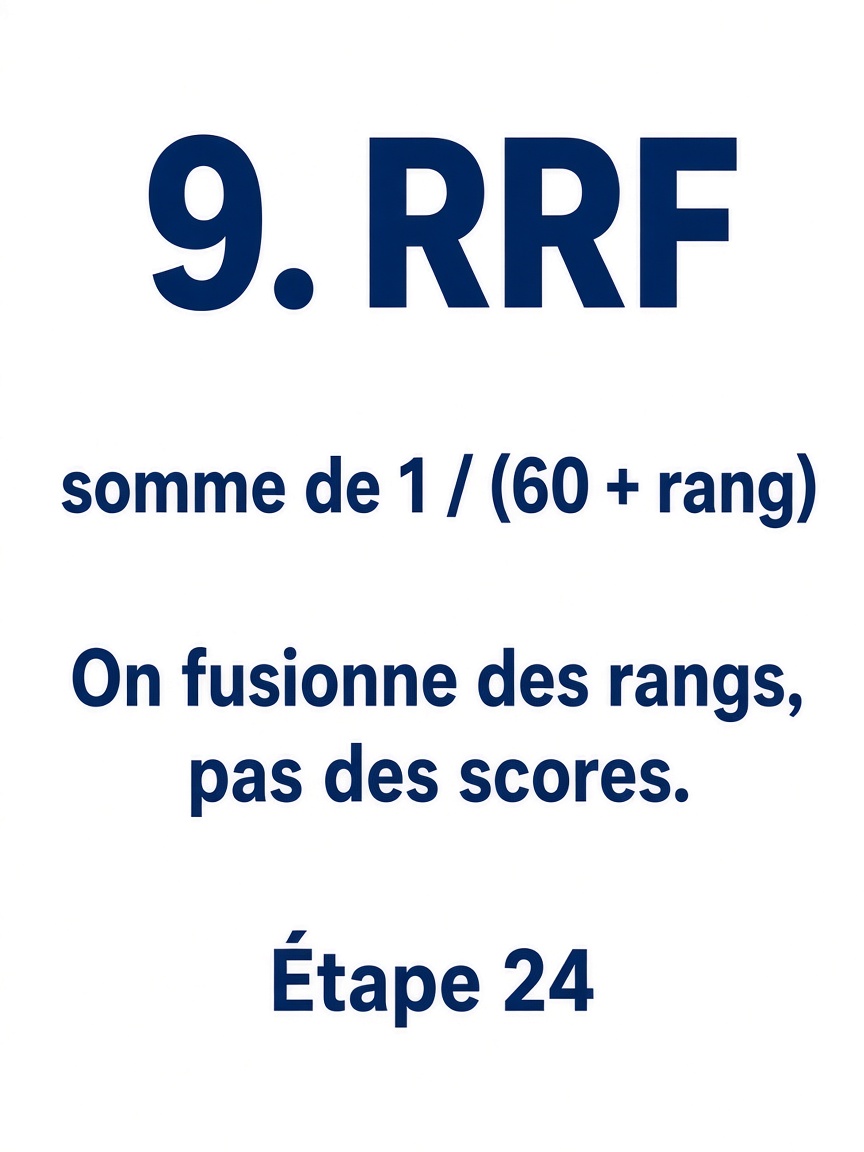 9. RRF
somme de 1 / (60 + rang)
On fusionne des rangs,
pas des scores.
Étape 24